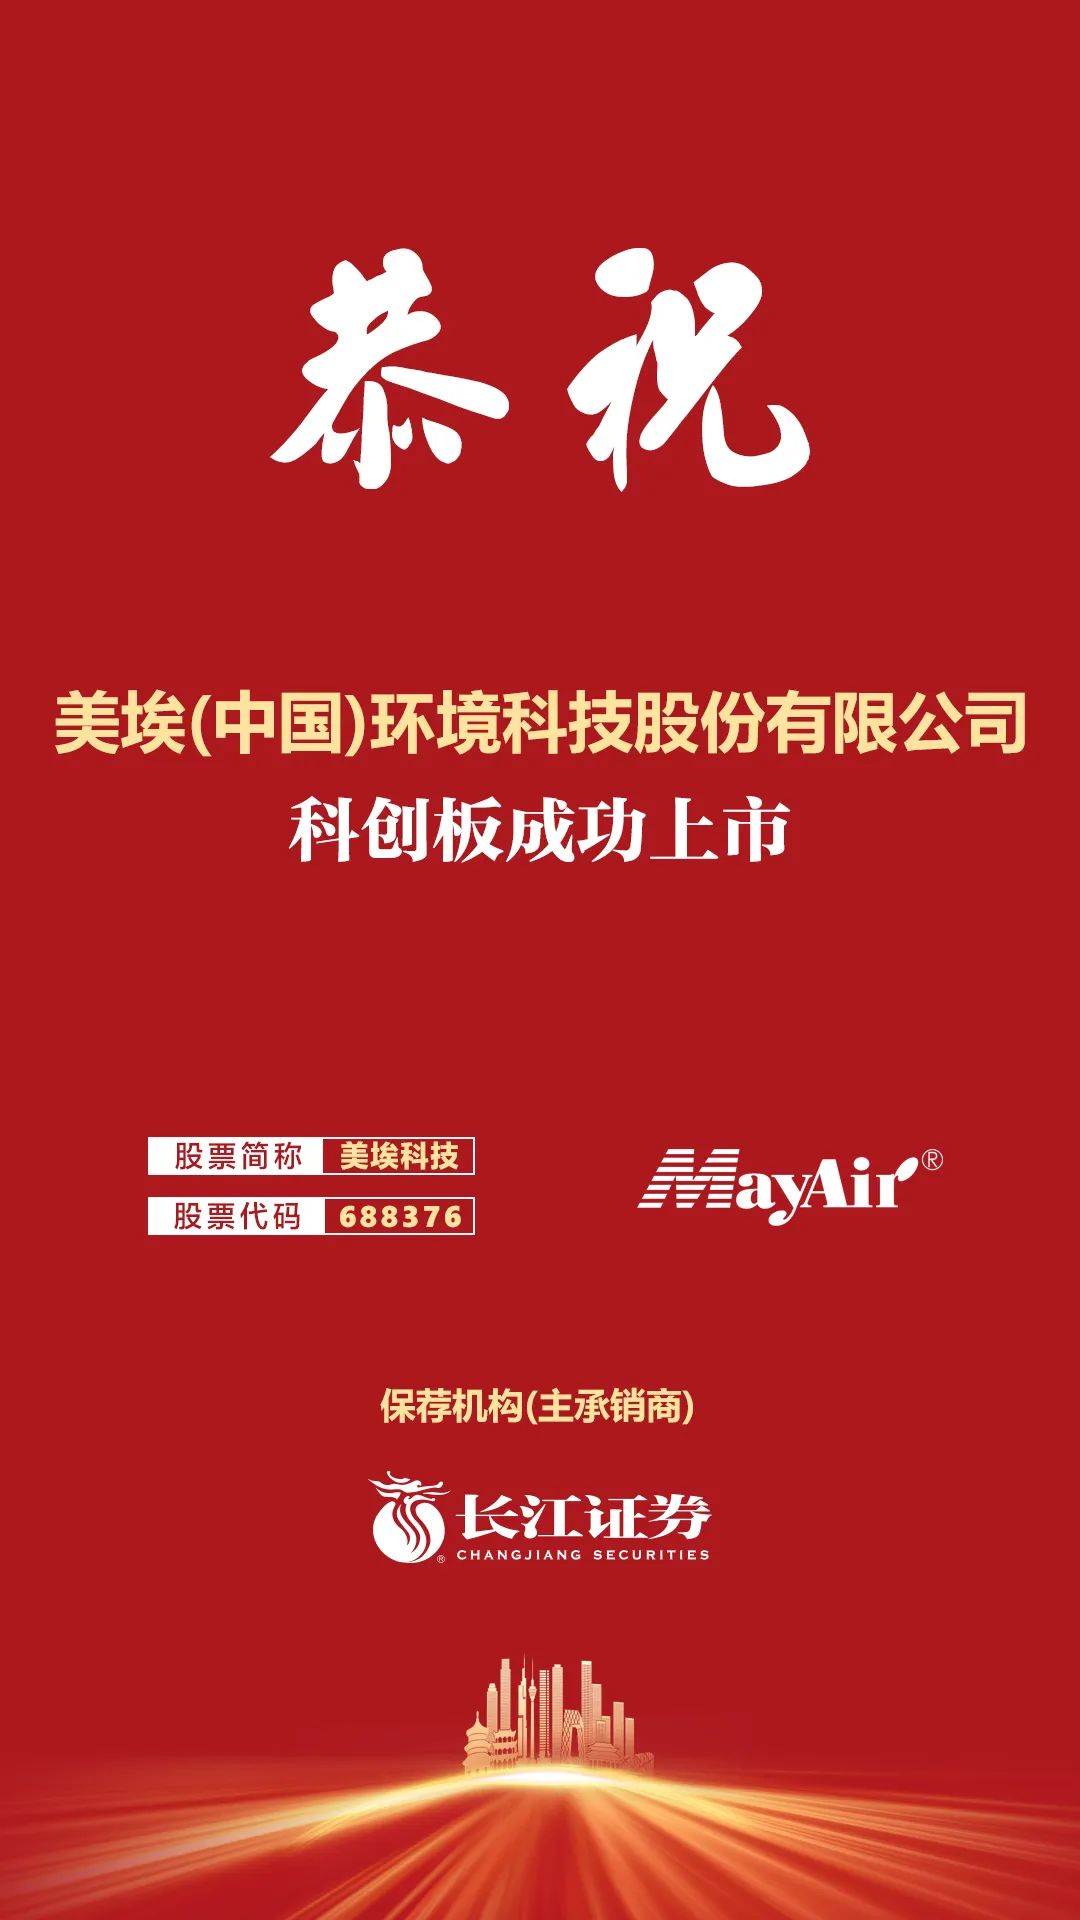 恭祝
美埃(中国)环境科技股份有限公司
科创板成功上市
股票简称 美埃科技
股票代码 688376
MayAir®
保荐机构(主承销商)
长江证券
CHANGJIANG SECURITIES
®